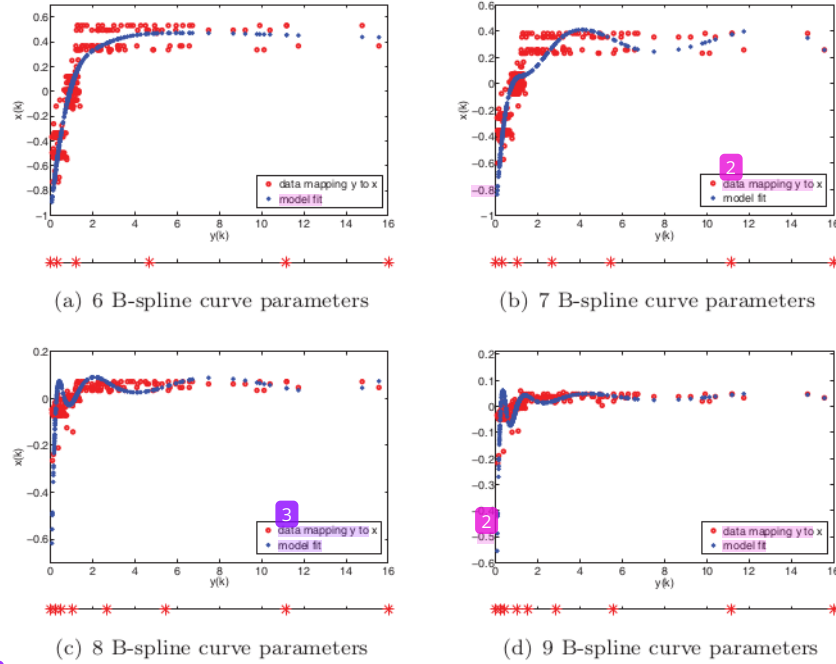 0.6
0.4
0.2
0
−0.2
−0.4
−0.6
−0.8
−1
x(k)
0 2 4 6 8 10 12 14 16
y(k)
data mapping y to x
model fit
(a) 6 B-spline curve parameters
0.6
0.4
0.2
0
−0.2
−0.4
−0.6
−0.8
−1
x(k)
0 2 4 6 8 10 12 14 16
y(k)
2
data mapping y to x
model fit
(b) 7 B-spline curve parameters
0.2
0
−0.2
−0.4
−0.6
x(k)
0 2 4 6 8 10 12 14 16
y(k)
3
data mapping y to x
model fit
(c) 8 B-spline curve parameters
0.2
0.1
0
−0.1
−0.2
−0.3
2
−0.6
0 2 4 6 8 10 12 14 16
y(k)
data mapping y to x
model fit
(d) 9 B-spline curve parameters